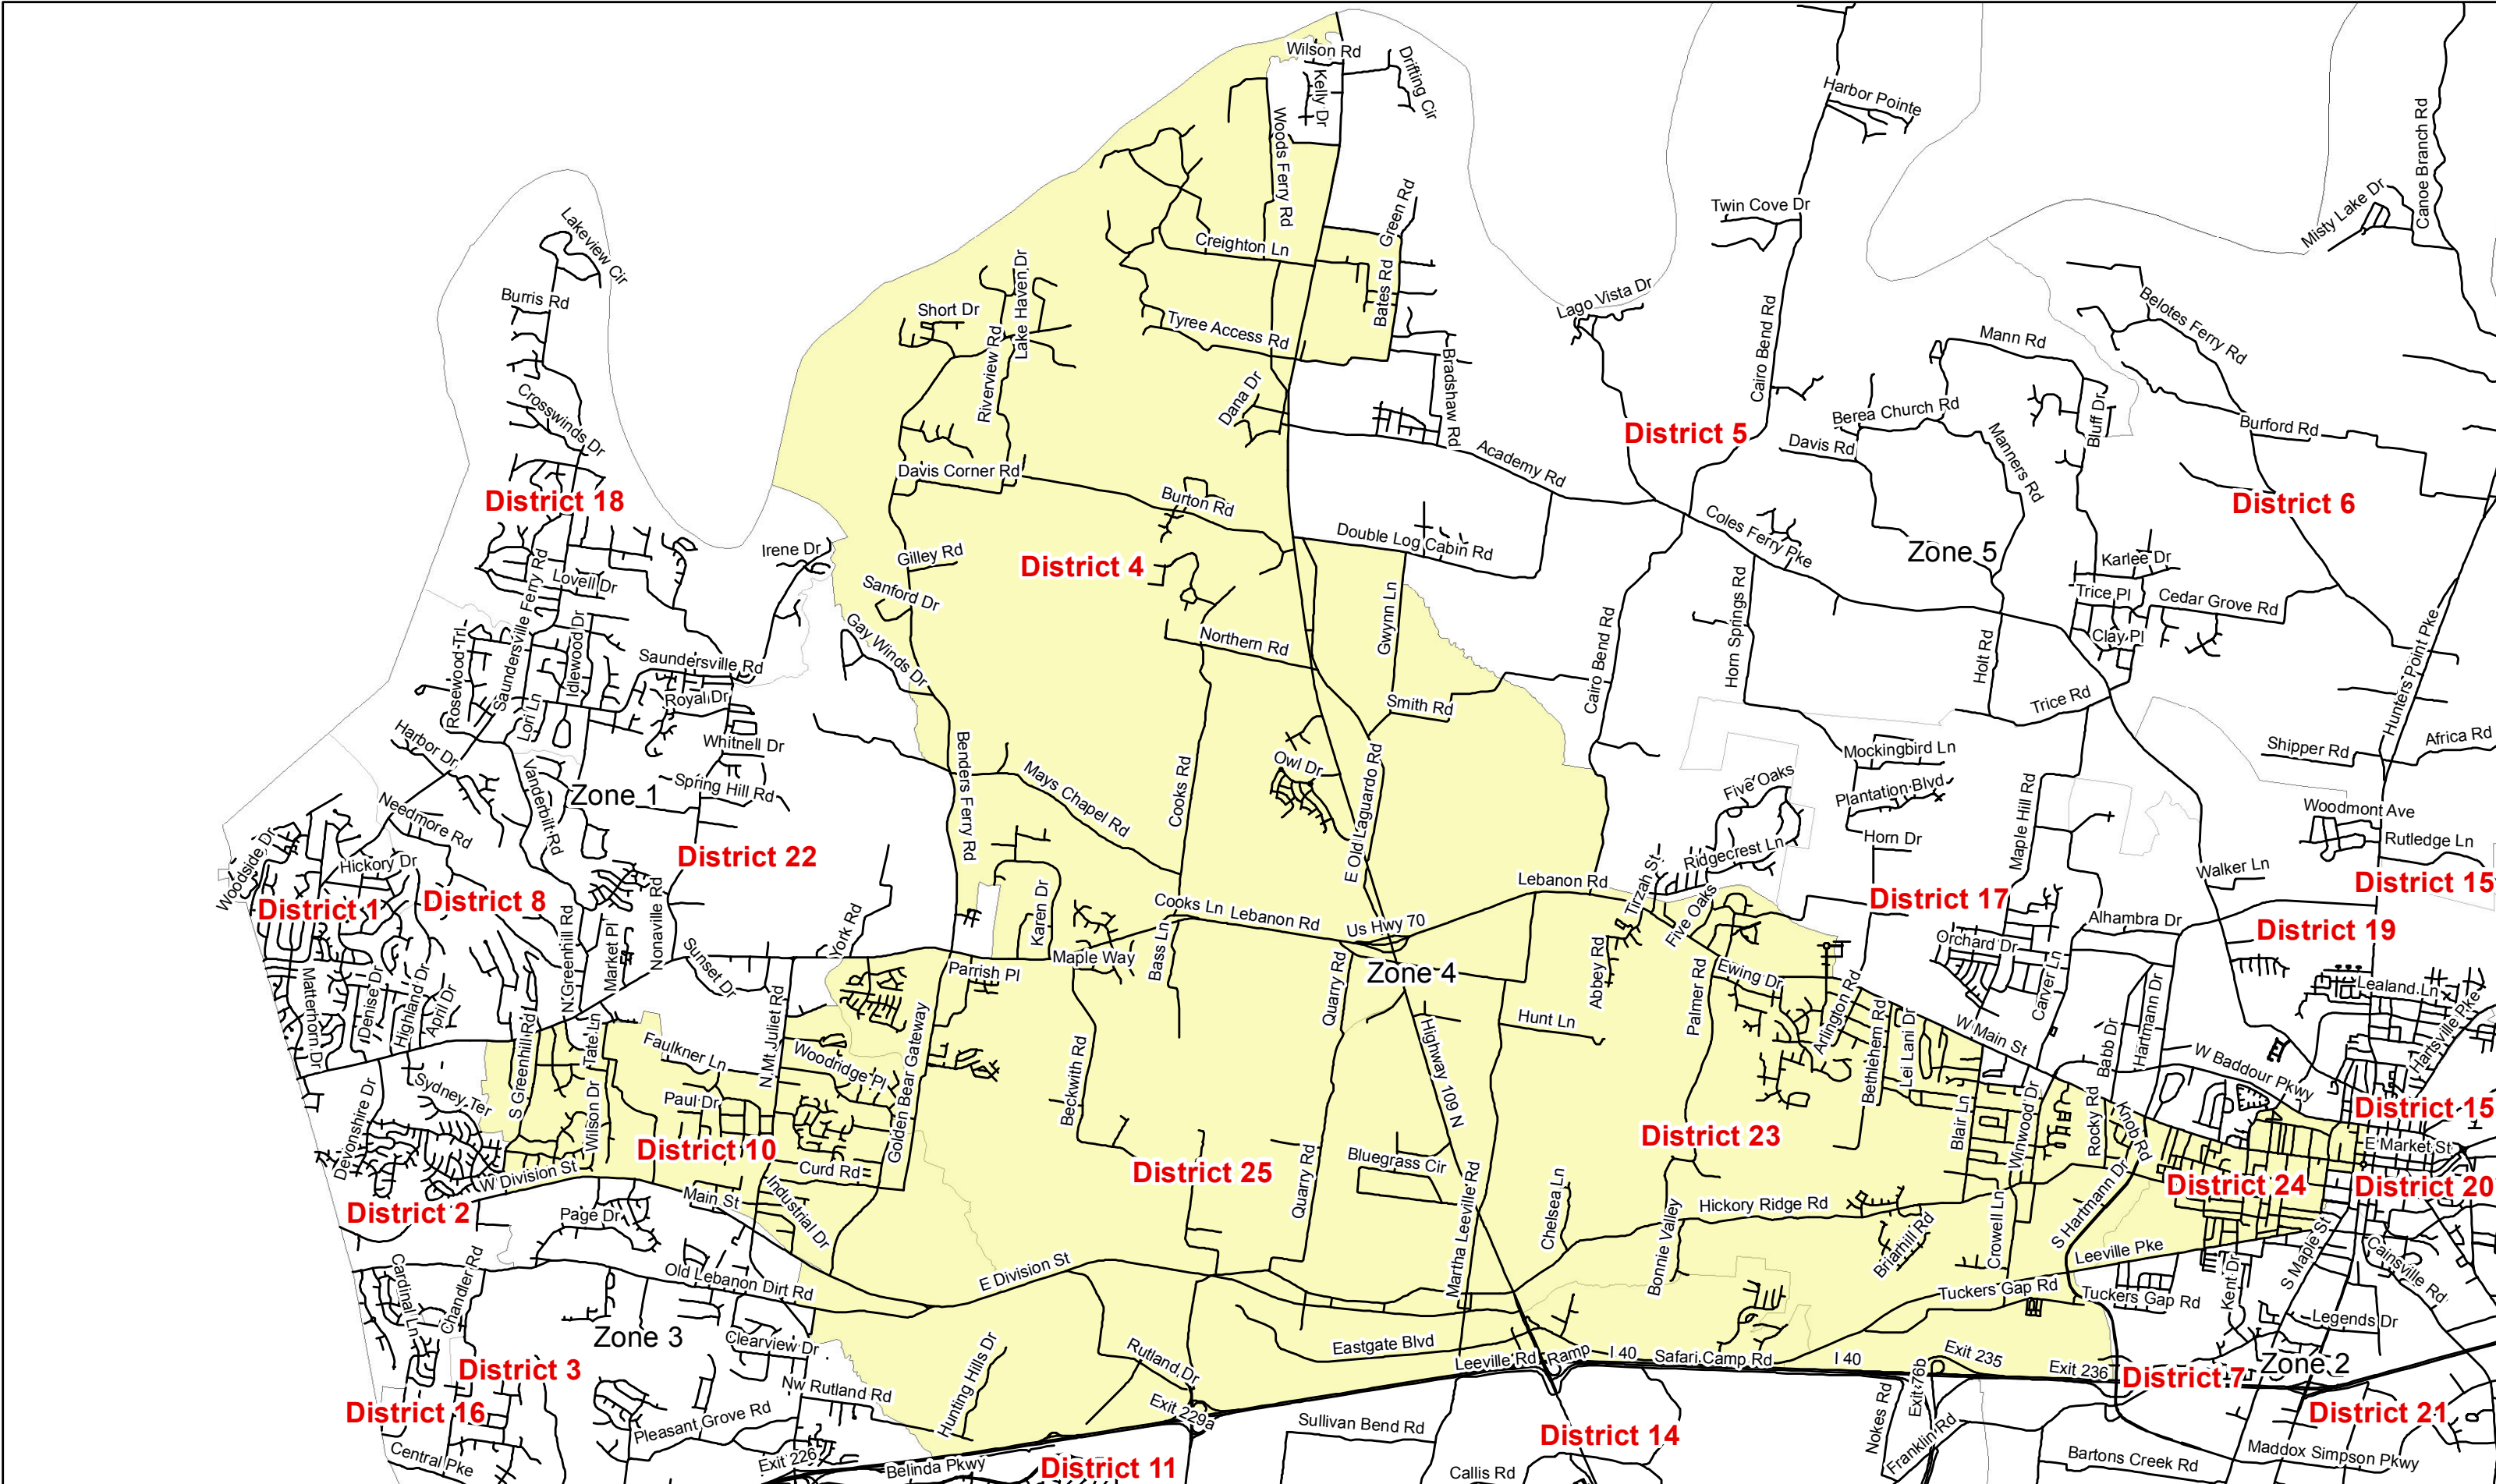 Wilson Rd
Kelly Dr
Drifting Cir
Harbor Pointe
Canoe Branch Rd
Woods Ferry Rd
Green Rd
Twin Cove Dr
Misty Lake Dr
Lakeview Cir
Creighton Ln
Burris Rd
Short Dr
Lake Haven Dr
Riverview Rd
Bates Rd
Lago Vista Dr
Belotes Ferry Rd
Tyree Access Rd
Cairo Bend Rd
Mann Rd
Bradshaw Rd
Dana Dr
Crosswinds Dr
Berea Church Rd
Bluff Dr
Burford Rd
District 5
Davis Rd
Manners Rd
Academy Rd
Davis Corner Rd
District 18
Burton Rd
District 6
Coles Ferry Pke
Double Log Cabin Rd
Irene Dr
Gilley Rd
District 4
Zone 5
Karlee Dr
Lovell Dr
Saundersville Ferry Rd
Sanford Dr
Trice Pl
Cedar Grove Rd
Horn Springs Rd
Gwynn Ln
Gay Winds Dr
Northern Rd
Clay Pl
Rosewood Trl
Idlewood Dr
Saundersville Rd
Royal Dr
Lori Ln
Cairo Bend Rd
Holt Rd
Hunters Point Pke
Smith Rd
Trice Rd
Harbor Dr
Whitnell Dr
Benders Ferry Rd
Mockingbird Ln
Shipper Rd
Africa Rd
Vanderbilt Rd
Zone 1
Spring Hill Rd
Mays Chapel Rd
Cooks Rd
Owl Dr
E Old Laguardo Rd
Five Oaks
Plantation Blvd
Maple Hill Rd
Woodmont Ave
Needmore Rd
Horn Dr
Rutledge Ln
Woodside Dr
Hickory Dr
District 22
Ridgecrest Ln
Walker Ln
District 8
Lebanon Rd
Tirzah St
District 15
District 1
District 17
Karen Dr
Cooks Ln
Lebanon Rd
Us Hwy 70
Five Oaks
Alhambra Dr
District 19
N Greenhill Rd
Market Pl
Nonaville Rd
York Rd
Sunset Dr
Bass Ln
Orchard Dr
Maple Way
Parrish Pl
Zone 4
Abbey Rd
Ewing Dr
Carver Ln
Matterhorn Dr
Denise Dr
Highland Dr
April Dr
Quarry Rd
Palmer Rd
Arlington Rd
Hartmann Dr
Lealand Ln
N Mt Juliet Rd
Golden Bear Gateway
Highway 109 N
Hunt Ln
Bethlehem Rd
Lei Lani Dr
W Main St
Babb Dr
Hartsville Pke
Tate Ln
Faulkner Ln
Woodridge Pl
Beckwith Rd
W Baddour Pkwy
S Greenhill Rd
Sydney Ter
Devonshire Dr
Wilson Dr
Paul Dr
Blair Ln
Winwood Dr
Rocky Rd
Knob Rd
District 15
District 10
District 23
E Market St
W Division St
Curd Rd
District 25
Quarry Rd
Bluegrass Cir
Martha Leeville Rd
Chelsea Ln
District 24
District 20
Main St
Industrial Dr
District 2
Page Dr
Hickory Ridge Rd
Bonnie Valley
Briarhill Rd
Crowell Ln
S Hartmann Dr
Leeville Pke
Kent Dr
S Maple St
Cainsville Rd
Cardinal Ln
Chandler Rd
Old Lebanon Dirt Rd
E Division St
Tuckers Gap Rd
Tuckers Gap Rd
Legends Dr
Zone 3
Clearview Dr
Hunting Hills Dr
Rutland Dr
Eastgate Blvd
Leeville Rd
Ramp
I 40
Safari Camp Rd
I 40
Exit 235
Exit 236
Zone 2
District 3
Nw Rutland Rd
District 7
Exit 76b
Nokes Rd
District 16
Pleasant Grove Rd
Exit 229a
Sullivan Bend Rd
District 14
District 21
Franklin Rd
Central Pke
Exit 226
Belinda Pkwy
District 11
Callis Rd
Bartons Creek Rd
Maddox Simpson Pkwy